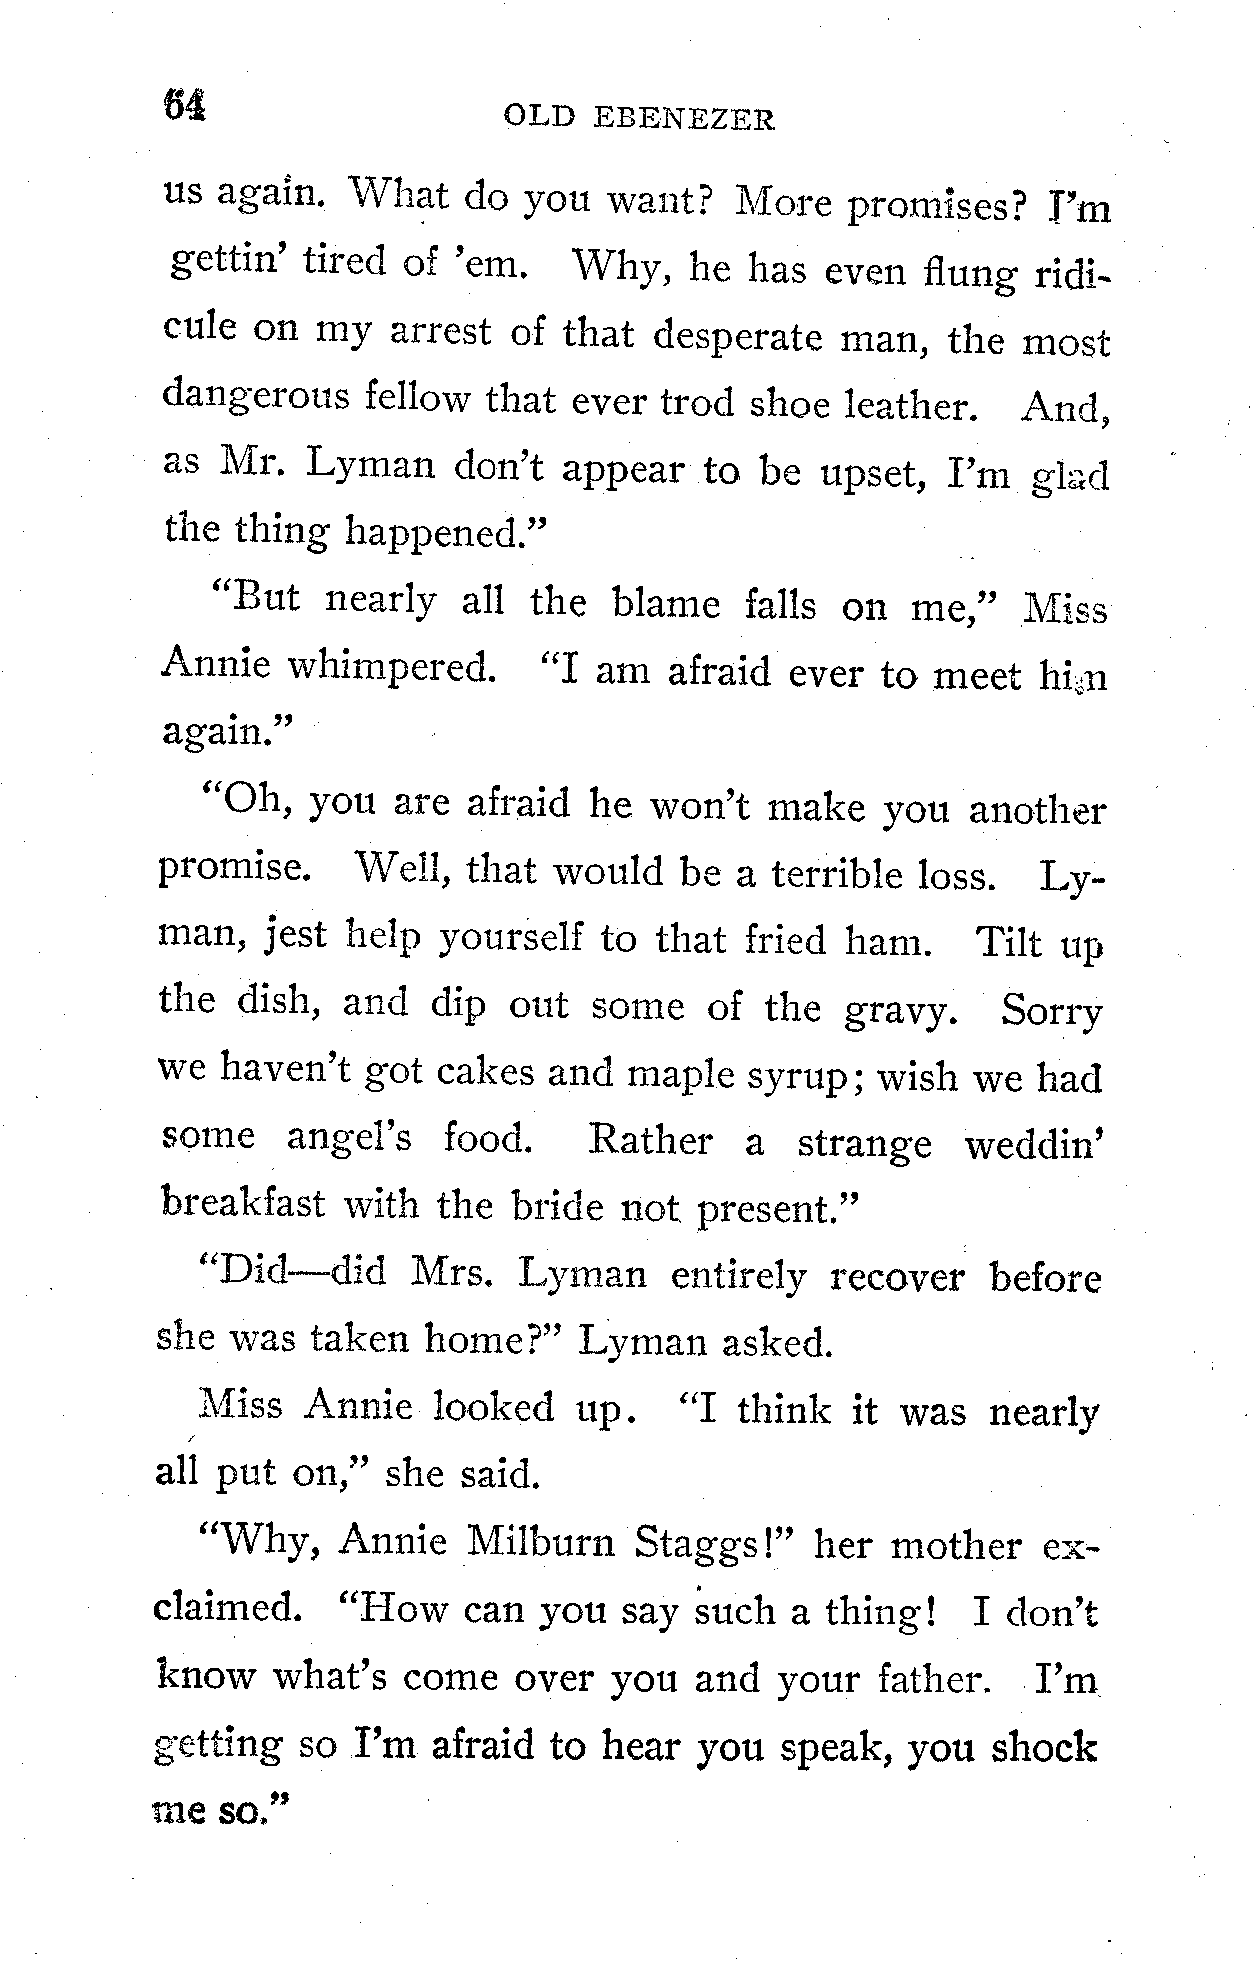 64
OLD EBENEZER
us again. What do you want? More promises? I'm
gettin' tired of 'em. Why, he has even flung ridi-
cule on my arrest of that desperate man, the most
dangerous fellow that ever trod shoe leather. And,
as Mr. Lyman don't appear to be upset, I'm glad
the thing happened."
"But nearly all the blame falls on me," Miss
Annie whimpered. "I am afraid ever to meet him
again."
"Oh, you are afraid he won't make you another
promise. Well, that would be a terrible loss. Ly-
man, jest help yourself to that fried ham. Tilt up
the dish, and dip out some of the gravy. Sorry
we haven't got cakes and maple syrup; wish we had
some angel's food. Rather a strange weddin'
breakfast with the bride not present."
"Did—did Mrs. Lyman entirely recover before
she was taken home?" Lyman asked.
Miss Annie looked up. "I think it was nearly
all put on," she said.
"Why, Annie Milburn Staggs!" her mother ex-
claimed. "How can you say such a thing! I don't
know what's come over you and your father. I'm
getting so I'm afraid to hear you speak, you shock
me so."